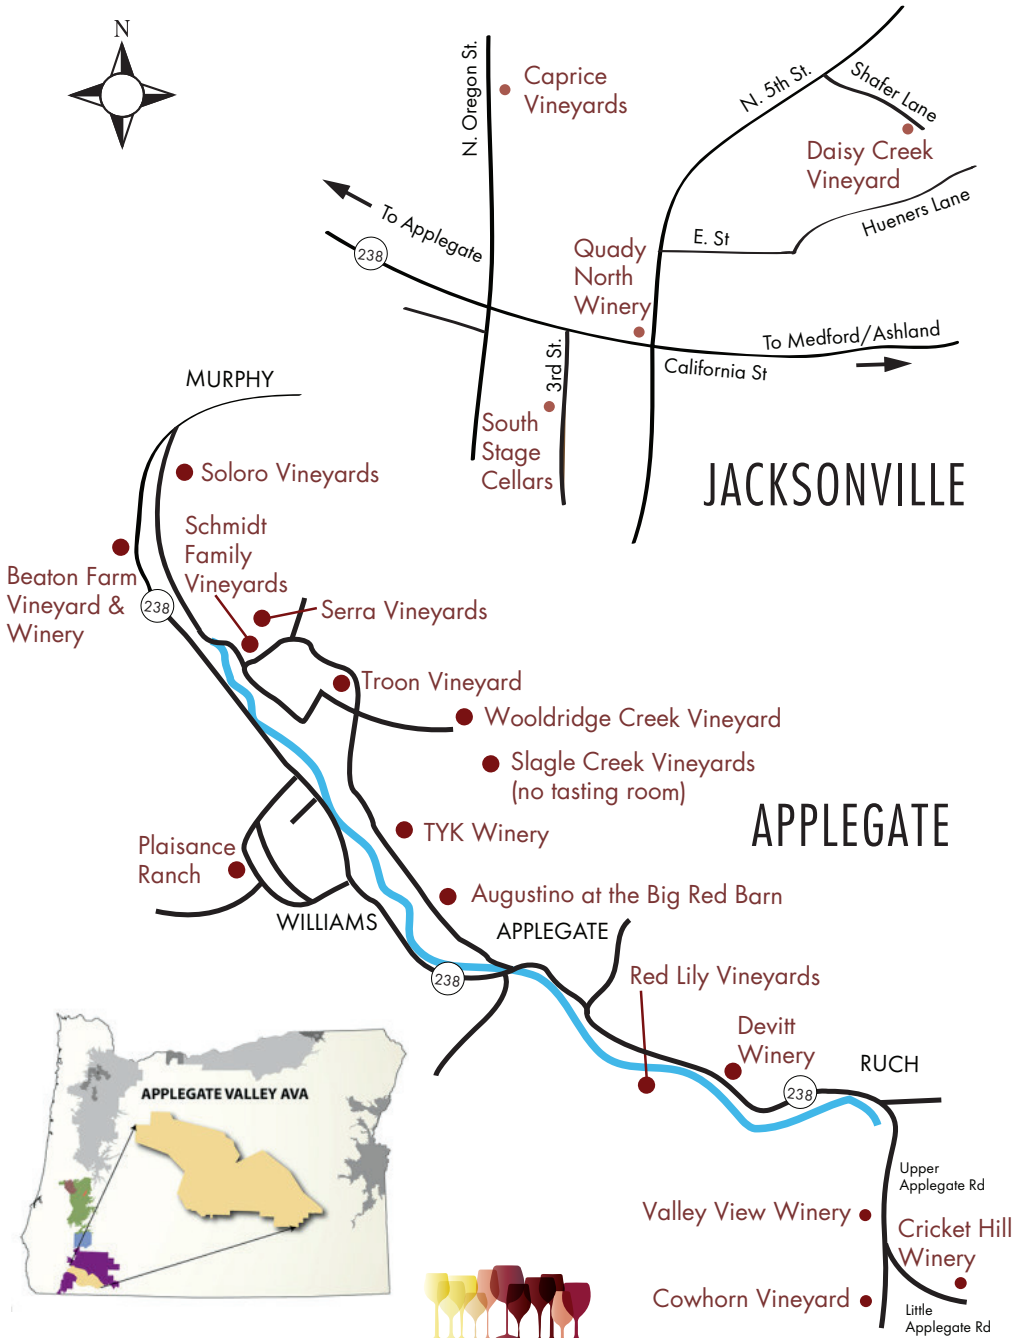 N
N. Oregon St.
Caprice
Vineyards
N. 5th St.
Shafer Lane
Daisy Creek
Vineyard
Hueners Lane
To Applegate
238
E. St
Quady
North
Winery
To Medford/Ashland
California St
3rd St.
South
Stage
Cellars
JACKSONVILLE
MURPHY
Soloro Vineyards
Schmidt
Family
Vineyards
Beaton Farm
Vineyard &
Winery
238
Serra Vineyards
Troon Vineyard
Wooldridge Creek Vineyard
Slagle Creek Vineyards
(no tasting room)
APPLEGATE
TYK Winery
Plaisance
Ranch
Augustino at the Big Red Barn
WILLIAMS
APPLEGATE
238
Red Lily Vineyards
Devitt
Winery
RUCH
238
APPLEGATE VALLEY AVA
Upper
Applegate Rd
Valley View Winery
Cricket Hill
Winery
Cowhorn Vineyard
Little
Applegate Rd